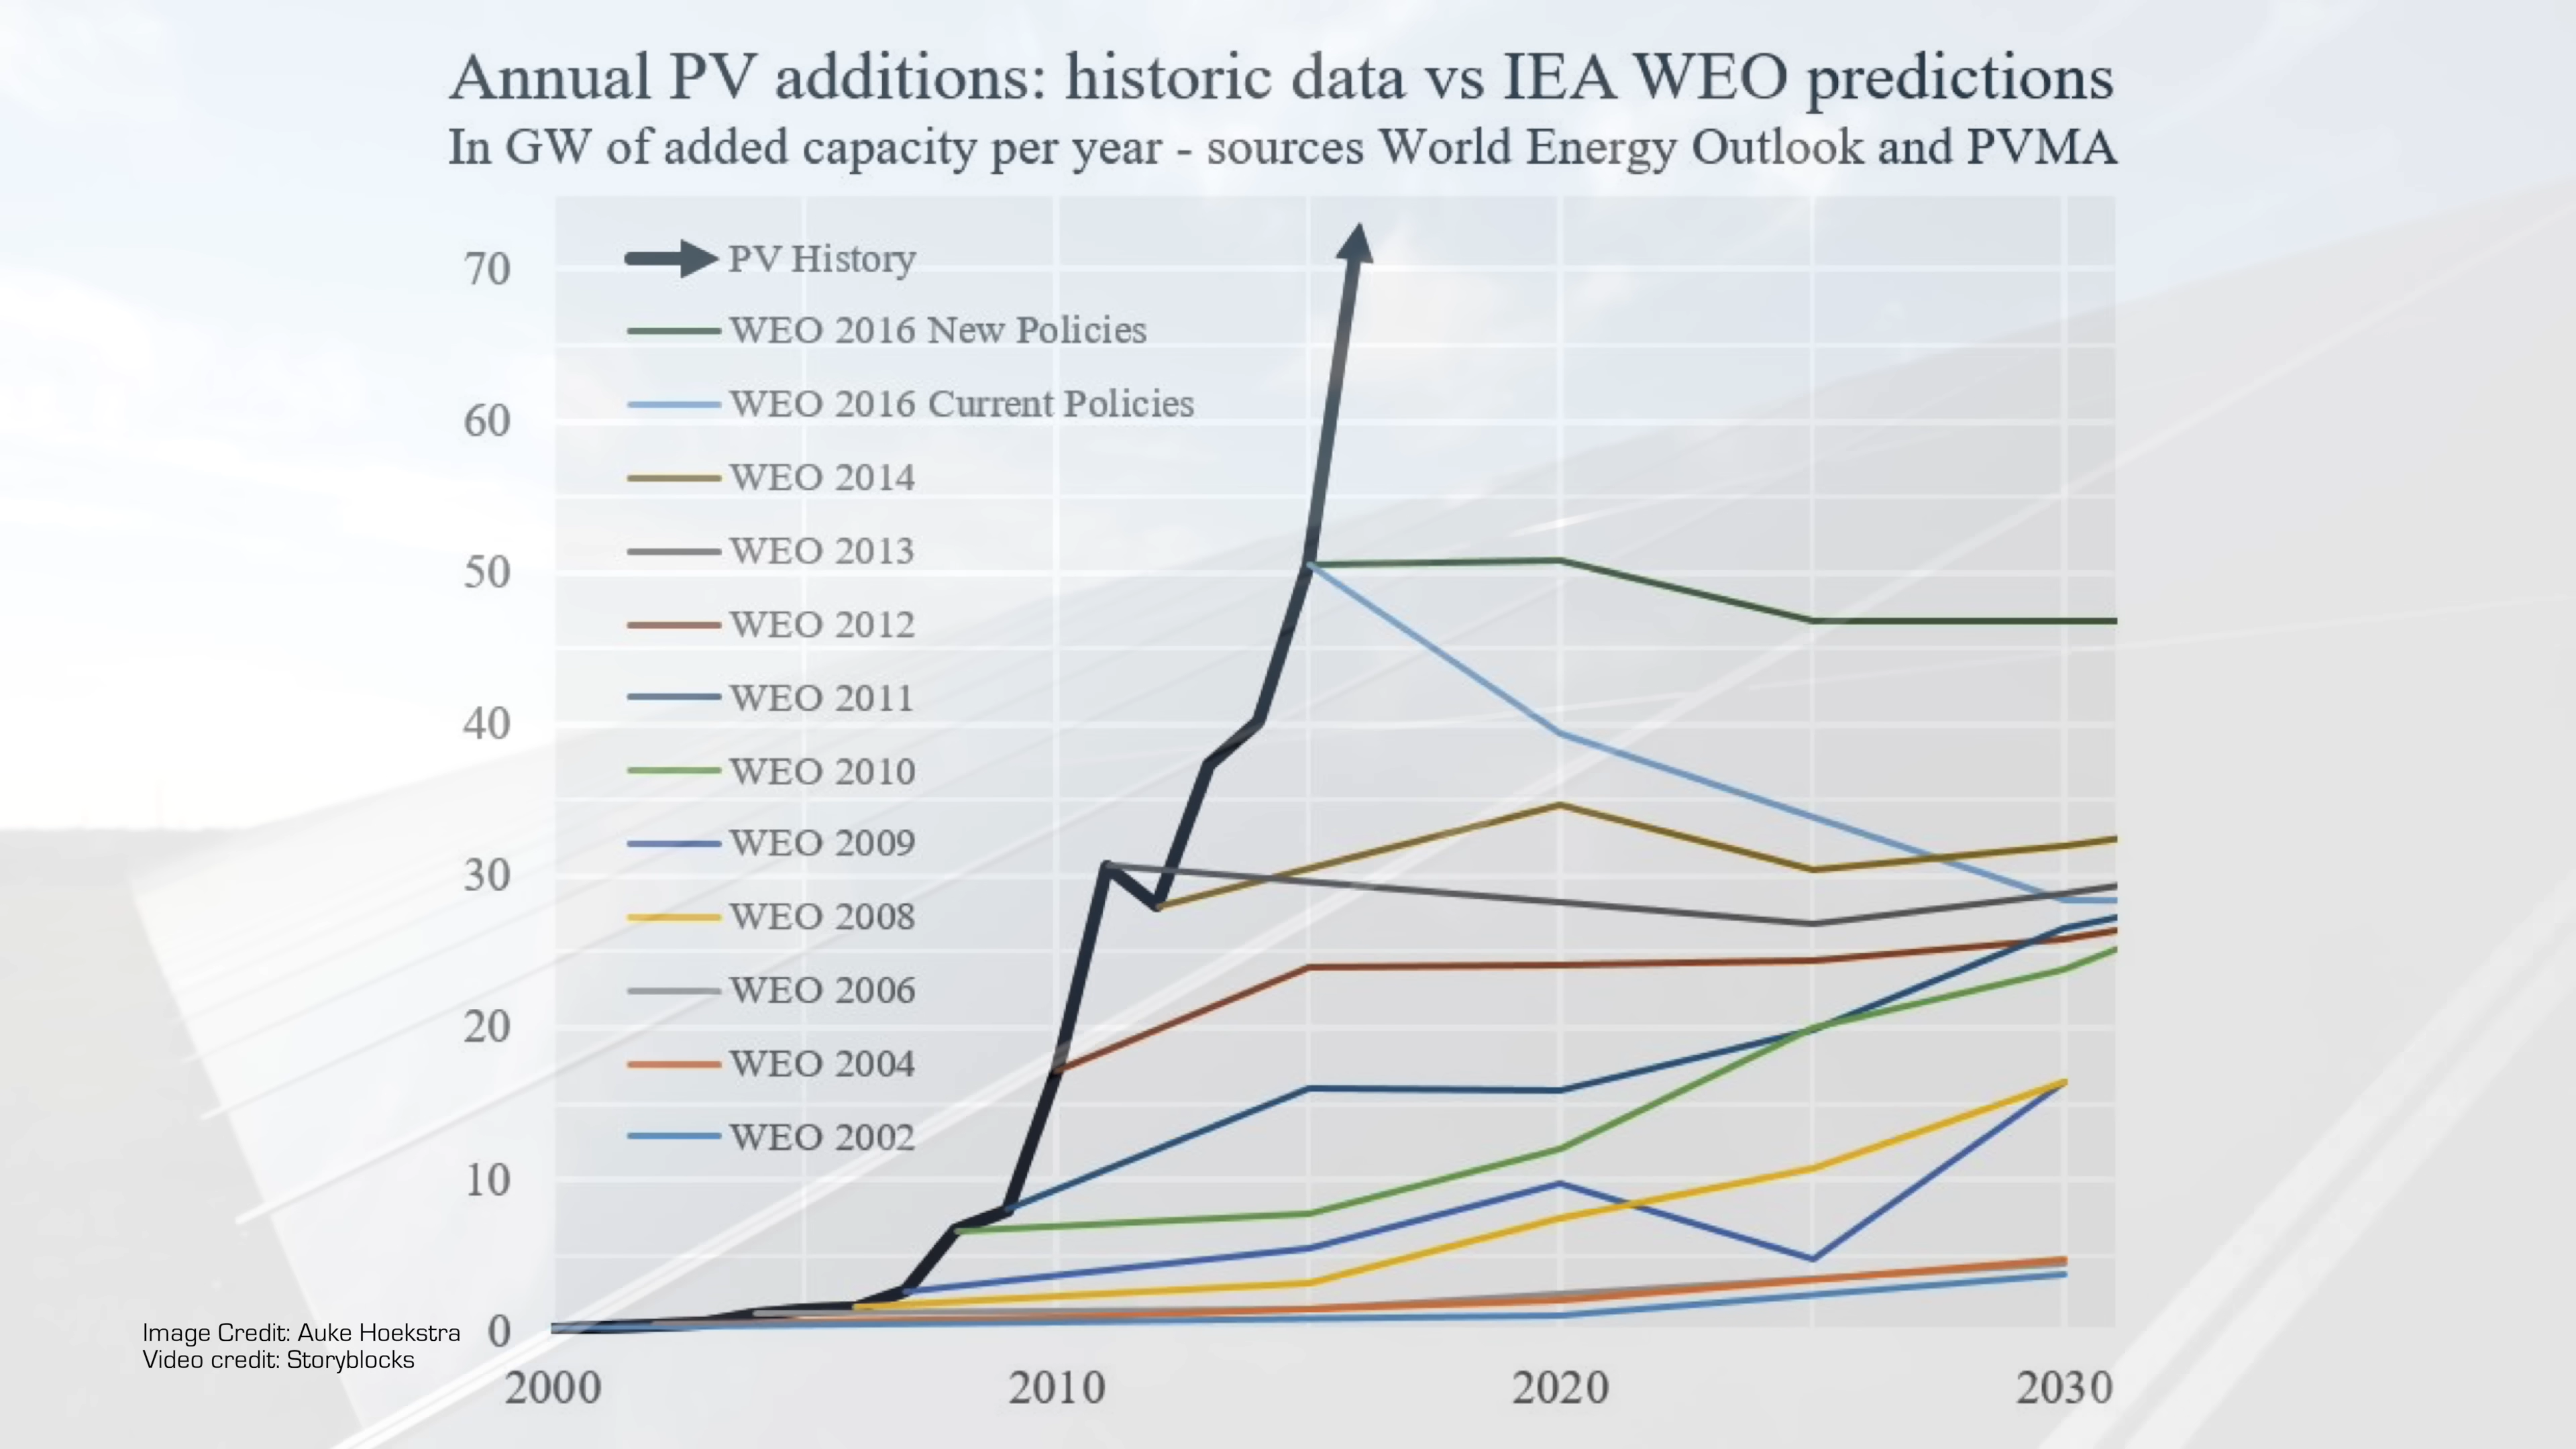 Annual PV additions: historic data vs IEA WEO predictions
In GW of added capacity per year - sources World Energy Outlook and PVMA
PV History
WEO 2016 New Policies
WEO 2016 Current Policies
WEO 2014
WEO 2013
WEO 2012
WEO 2011
WEO 2010
WEO 2009
WEO 2008
WEO 2006
WEO 2004
WEO 2002
70
60
50
40
30
20
10
0
2000 2010 2020 2030
Image Credit: Auke Hoekstra
Video credit: Storyblocks